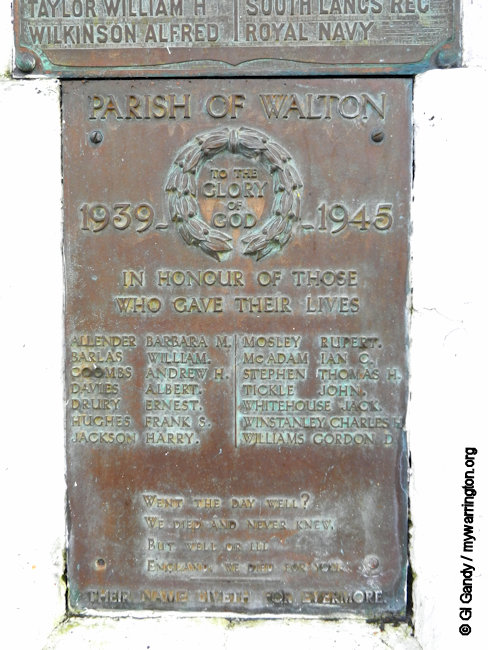 TAYLOR WILLIAM H SOUTH LANCS REG
WILKINSON ALFRED ROYAL NAVY
PARISH OF WALTON
TO THE
GLORY
OF
GOD
1939 - 1945
IN HONOUR OF THOSE
WHO GAVE THEIR LIVES
ALLENDER BARBARA M.
BARLAS WILLIAM.
COOMBS ANDREW H.
DAVIES ALBERT.
DRURY ERNEST.
HUGHES FRANK S.
JACKSON HARRY.
MOSLEY RUPERT.
McADAM IAN C.
STEPHEN THOMAS H.
TICKLE JOHN.
WHITEHOUSE JACK.
WINSTANLEY CHARLES H
WILLIAMS GORDON D
WENT THE DAY WELL?
WE DIED AND NEVER KNEW,
BUT WELL OR ILL
ENGLAND, WE DIED FOR YOU.
THEIR NAME LIVETH FOR EVERMORE
© GI Gandy / mywarrington.org